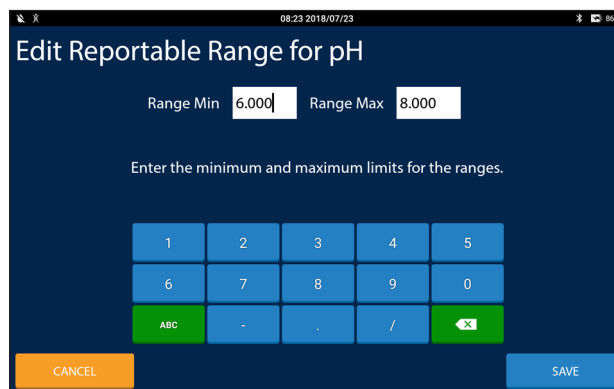 08:23 2018/07/23
86
Edit Reportable Range for pH
Range Min 6.000 Range Max 8.000
Enter the minimum and maximum limits for the ranges.
1 2 3 4 5
6 7 8 9 0
ABC - . /
CANCEL SAVE